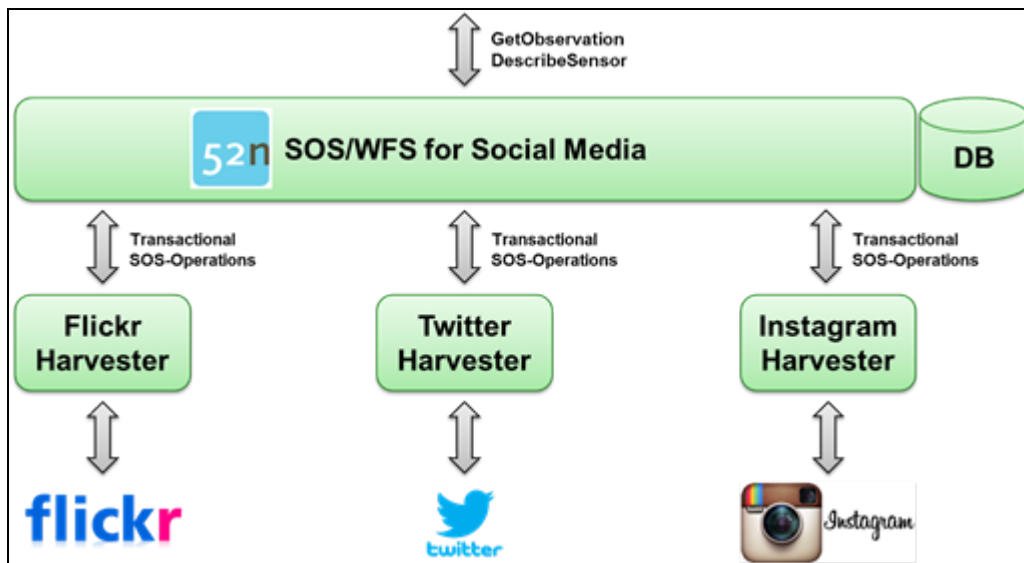 GetObservation
DescribeSensor
52n
SOS/WFS for Social Media
DB
Transactional
SOS-Operations
Transactional
SOS-Operations
Transactional
SOS-Operations
Flickr
Harvester
Twitter
Harvester
Instagram
Harvester
flickr
twitter
Instagram